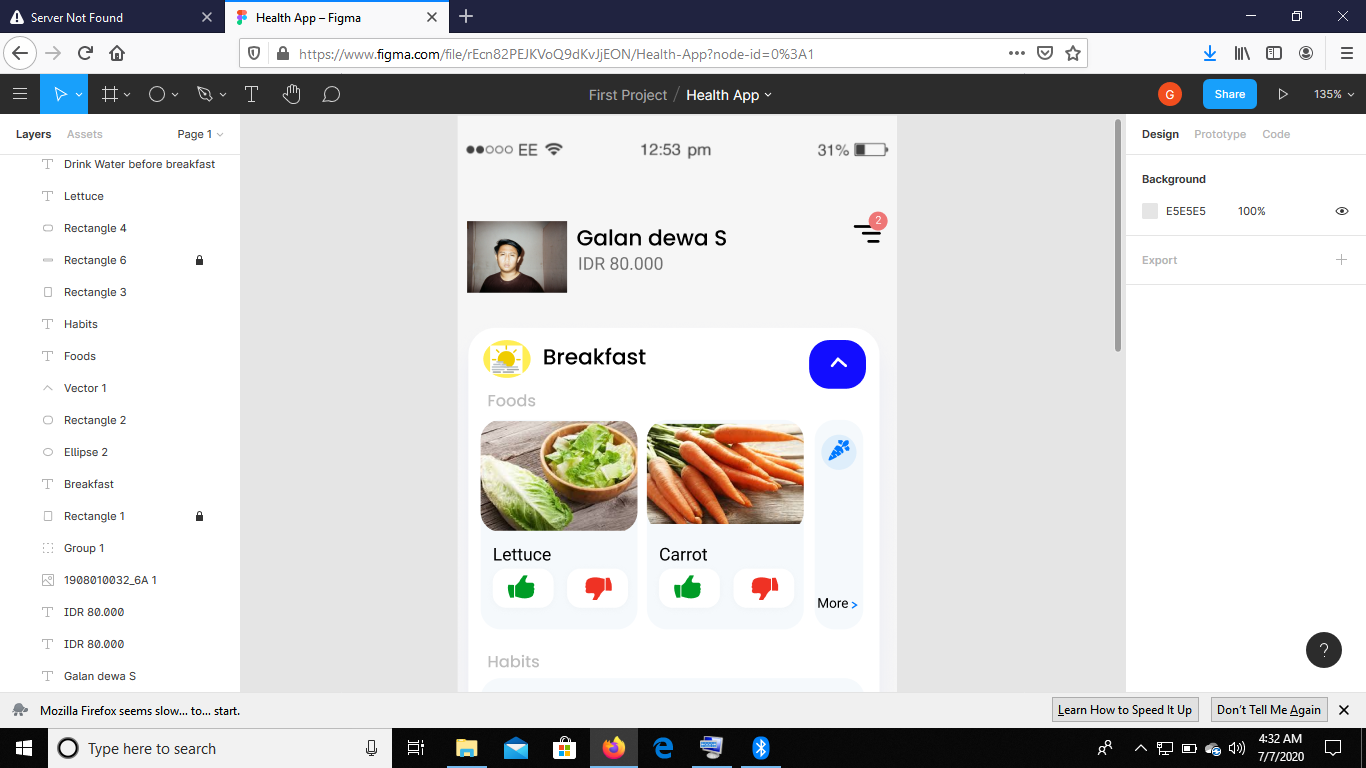 Server Not Found
Health App – Figma
https://www.figma.com/file/rEcn82PEJKVoQ9dKvJjEON/Health-App?node-id=0%3A1
First Project / Health App
G
Share
135%
Layers
Assets
Page 1
Drink Water before breakfast
Lettuce
Rectangle 4
Rectangle 6
Rectangle 3
Habits
Foods
Vector 1
Rectangle 2
Ellipse 2
Breakfast
Rectangle 1
Group 1
1908010032_6A 1
IDR 80.000
IDR 80.000
Galan dewa S
EE
12:53 pm
31%
2
Galan dewa S
IDR 80.000
Breakfast
Foods
Lettuce
Carrot
More >
Habits
Design
Prototype
Code
Background
E5E5E5
100%
Export
?
Mozilla Firefox seems slow... to... start.
Learn How to Speed It Up
Don't Tell Me Again
Type here to search
4:32 AM
7/7/2020